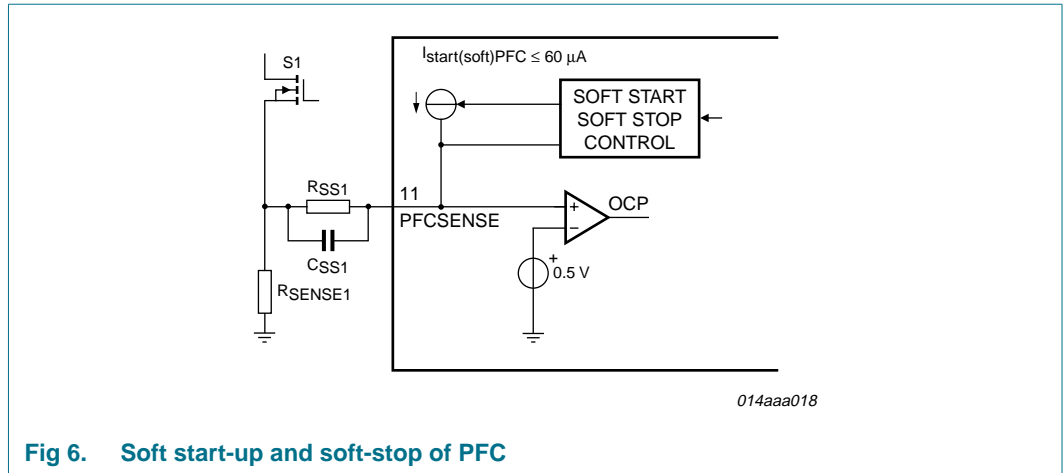 Istart(soft)PFC ≤ 60 μA
S1
SOFT START
SOFT STOP
CONTROL
RSS1
11
PFCSENSE
OCP
+
−
CSS1
+
0.5 V
RSENSE1
014aaa018
Fig 6. Soft start-up and soft-stop of PFC